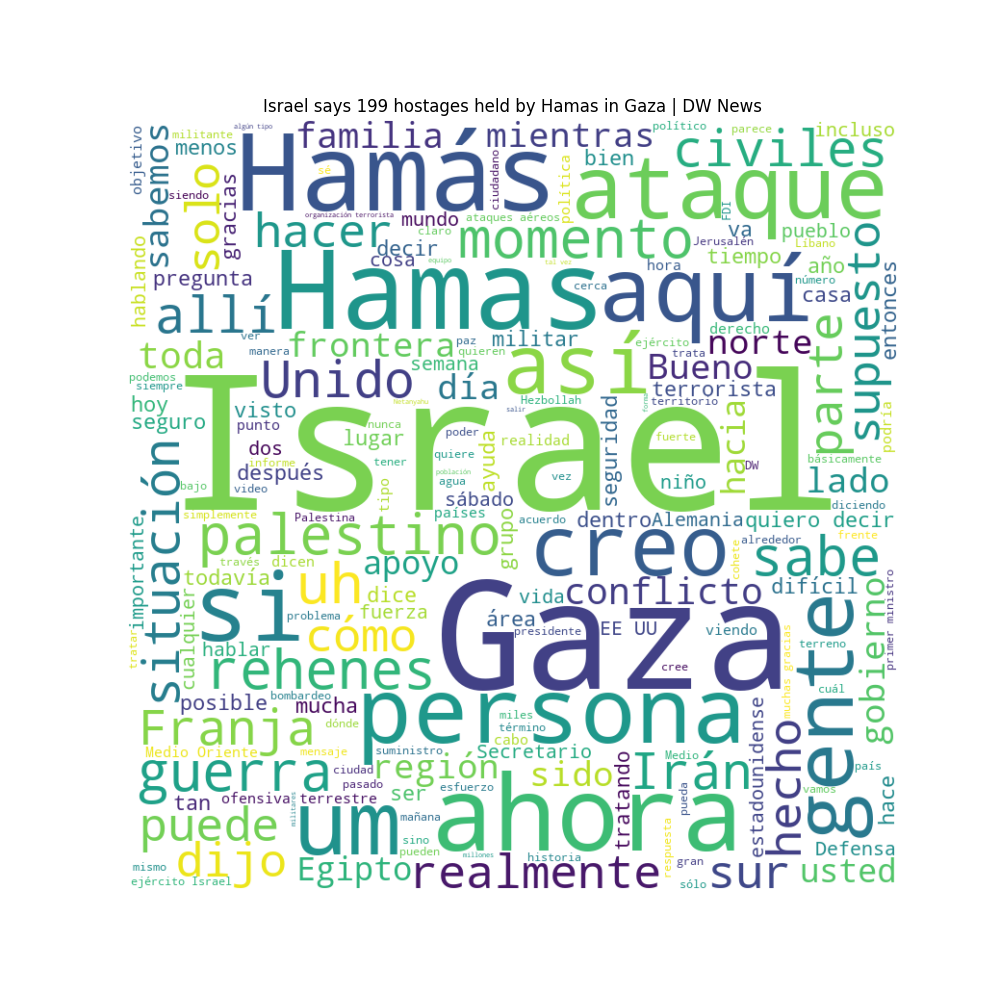 Israel says 199 hostages held by Hamas in Gaza | DW News
objetivo
militante
algún tipo
familia
mientras
político
parece
incluso
menos
sabemos
Hamás
sé
ciudadano
bien
civiles
siendo
solo
gracias
política
ataque
organización terrorista
mundo
ataques aéreos
FDI
hacer
claro
momento
va
pueblo
decir
Jerusalén
Líbano
supuesto
hablando
pregunta
cosa
equipo
tal vez
hora
tiempo
año
entonces
Hamas
cerca
aquí
número
casa
allí
ver
frontera
paz
militar
derecho
parte
toda
manera
semana
quieren
así
ejército
trata
norte
podemos
siempre
Unido
día
Netanyahu
Hezbollah
salir
Bueno
terrorista
territorio
forma
hoy
seguro
visto
punto
nunca
lugar
poder
realidad
seguridad
fuerte
hacia
podría
Israel
dos
informe
tener
quiere
ayuda
DW
básicamente
situación
después
población
vez
niño
lado
bajo
video
tipo
agua
sábado
diciendo
simplemente
Palestina
países
acuerdo
dentro
Alemania
quiero decir
importante
palestino
grupo
creo
cohete
alrededor
frente
través
dicen
apoyo
sabe
todavía
uh
dice
vida
conflicto
difícil
primer ministro
cualquier
si
problema
fuerza
área
presidente
EE UU
viendo
gente
gobierno
tratar
hablar
cómo
Gaza
terreno
rehenes
cree
muchas gracias
cuál
posible
bombardeo
mucha
persona
miles
estadounidense
Franja
dónde
término
hecho
Medio Oriente
mensaje
suministro
cabo
Secretario
Medio
guerra
ciudad
región
sido
tratando
Irán
país
pasado
esfuerzo
pueda
vamos
hace
tan
ofensiva terrestre
ser
ahora
puede
militares
um
mañana
respuesta
sino
Defensa
dijo
pueden
mismo
Egipto
millones
historia
gran
realmente
sur
usted
ejército Israel
sólo